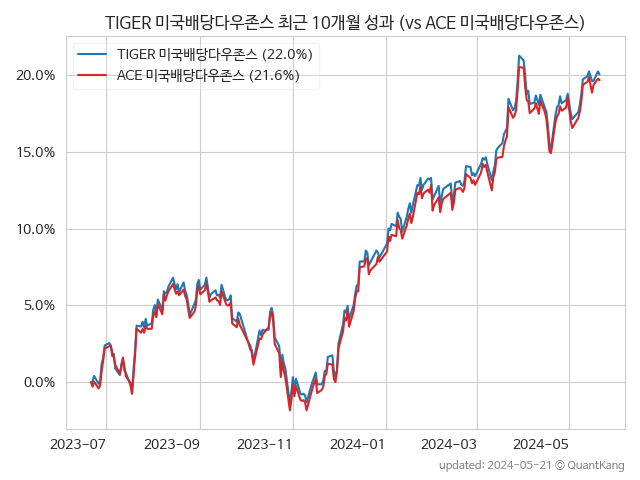 TIGER 미국배당다우존스 최근 10개월 성과 (vs ACE 미국배당다우존스)
TIGER 미국배당다우존스 (22.0%)
ACE 미국배당다우존스 (21.6%)
20.0%
15.0%
10.0%
5.0%
0.0%
2023-07 2023-09 2023-11 2024-01 2024-03 2024-05
updated: 2024-05-21 ⓒ QuantKang